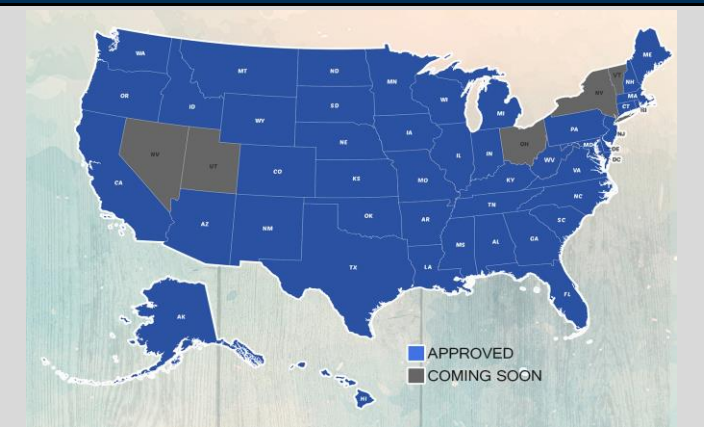 WA
MT
ND
MN
ME
OR
ID
SD
WI
MI
VT
NH
NY
MA
CT
RI
WY
IA
NE
PA
NJ
NV
UT
CO
IL
IN
OH
MD
DE
DC
WV
VA
CA
KS
MO
KY
NC
TN
AZ
NM
OK
AR
SC
MS
AL
GA
TX
LA
FL
AK
HI
APPROVED
COMING SOON